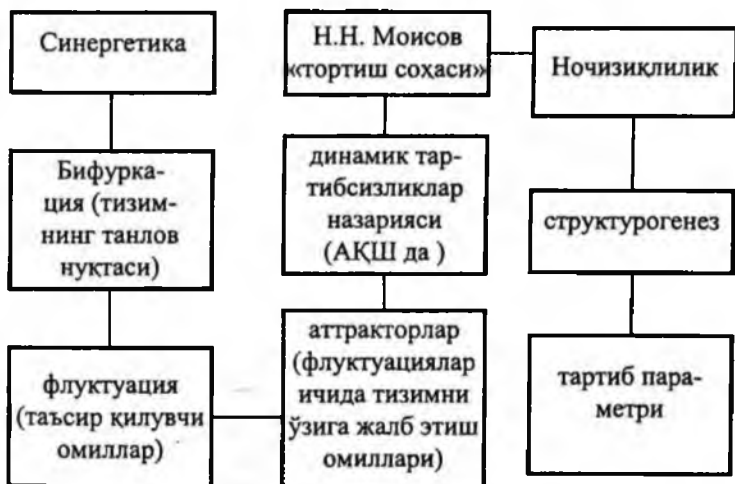 Синергетика
Бифурка-
ция (тизим-
нинг танлов
нуқтаси)
флуктуация
(таъсир қилувчи
омиллар)
аттракторлар
(флуктуациялар
ичида тизимни
ўзига жалб этиш
омиллари)
динамик тар-
тибсизликлар
назарияси
(АҚШ да )
Н.Н. Моисов
«тортиш соҳаси»
Ночизиқлилик
структурогенез
тартиб пара-
метри